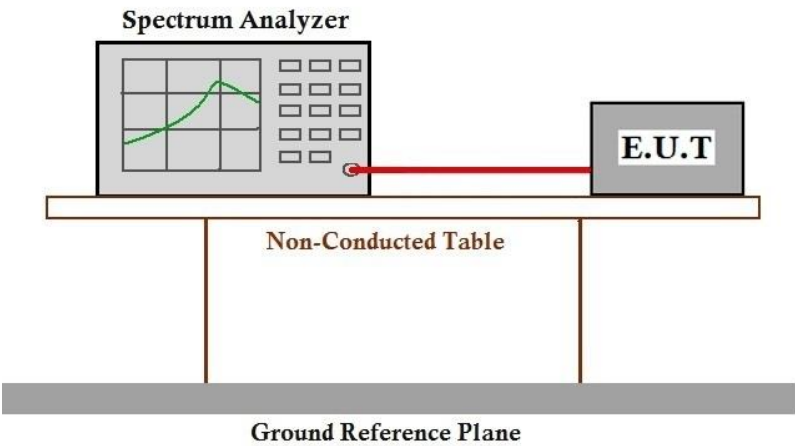 Spectrum Analyzer
E.U.T
Non-Conducted Table
Ground Reference Plane